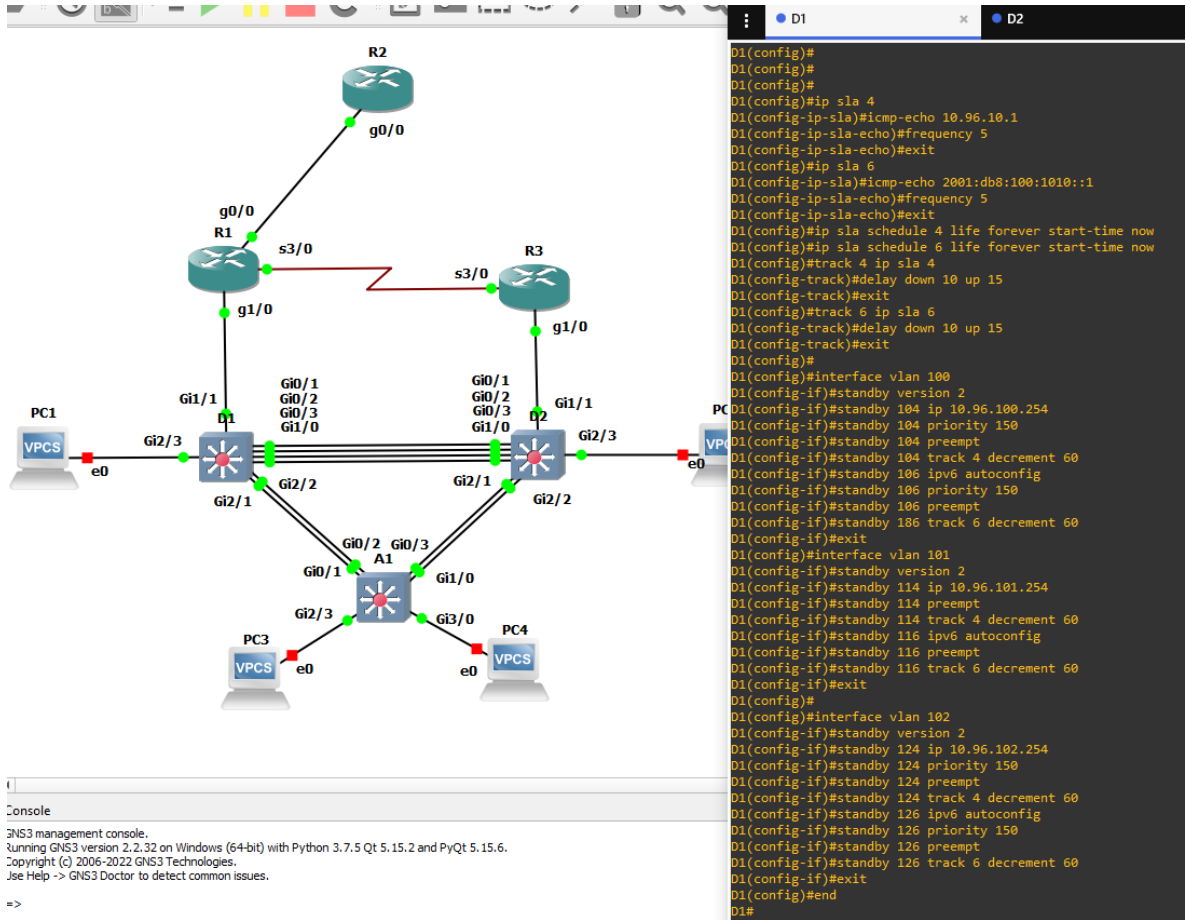 R2
g0/0
g0/0
R1
s3/0
R3
s3/0
g1/0
g1/0
Gi0/1
Gi0/2
Gi0/3
Gi1/0
Gi0/1
Gi0/2
Gi0/3
Gi1/0
Gi1/1
D1
Gi1/1
D2
PC1
VPCS
e0
Gi2/3
Gi2/3
e0
Gi2/2
Gi2/1
Gi2/1
Gi2/2
Gi0/2 Gi0/3
A1
Gi0/1
Gi1/0
Gi2/3
Gi3/0
PC3
VPCS
e0
PC4
VPCS
e0
Console
GNS3 management console.
Running GNS3 version 2.2.32 on Windows (64-bit) with Python 3.7.5 Qt 5.15.2 and PyQt 5.15.6.
Copyright (c) 2006-2022 GNS3 Technologies.
Use Help -> GNS3 Doctor to detect common issues.
=>
D1 × D2
D1(config)#
D1(config)#
D1(config)#
D1(config)#ip sla 4
D1(config-ip-sla)#icmp-echo 10.96.10.1
D1(config-ip-sla-echo)#frequency 5
D1(config-ip-sla-echo)#exit
D1(config)#ip sla 6
D1(config-ip-sla)#icmp-echo 2001:db8:100:1010::1
D1(config-ip-sla-echo)#frequency 5
D1(config-ip-sla-echo)#exit
D1(config)#ip sla schedule 4 life forever start-time now
D1(config)#ip sla schedule 6 life forever start-time now
D1(config)#track 4 ip sla 4
D1(config-track)#delay down 10 up 15
D1(config-track)#exit
D1(config)#track 6 ip sla 6
D1(config-track)#delay down 10 up 15
D1(config-track)#exit
D1(config)#
D1(config)#interface vlan 100
D1(config-if)#standby version 2
D1(config-if)#standby 104 ip 10.96.100.254
D1(config-if)#standby 104 priority 150
D1(config-if)#standby 104 preempt
D1(config-if)#standby 104 track 4 decrement 60
D1(config-if)#standby 106 ipv6 autoconfig
D1(config-if)#standby 106 priority 150
D1(config-if)#standby 106 preempt
D1(config-if)#standby 186 track 6 decrement 60
D1(config-if)#exit
D1(config)#interface vlan 101
D1(config-if)#standby version 2
D1(config-if)#standby 114 ip 10.96.101.254
D1(config-if)#standby 114 preempt
D1(config-if)#standby 114 track 4 decrement 60
D1(config-if)#standby 116 ipv6 autoconfig
D1(config-if)#standby 116 preempt
D1(config-if)#standby 116 track 6 decrement 60
D1(config-if)#exit
D1(config)#
D1(config)#interface vlan 102
D1(config-if)#standby version 2
D1(config-if)#standby 124 ip 10.96.102.254
D1(config-if)#standby 124 priority 150
D1(config-if)#standby 124 preempt
D1(config-if)#standby 124 track 4 decrement 60
D1(config-if)#standby 126 ipv6 autoconfig
D1(config-if)#standby 126 priority 150
D1(config-if)#standby 126 preempt
D1(config-if)#standby 126 track 6 decrement 60
D1(config-if)#exit
D1(config)#end
D1#